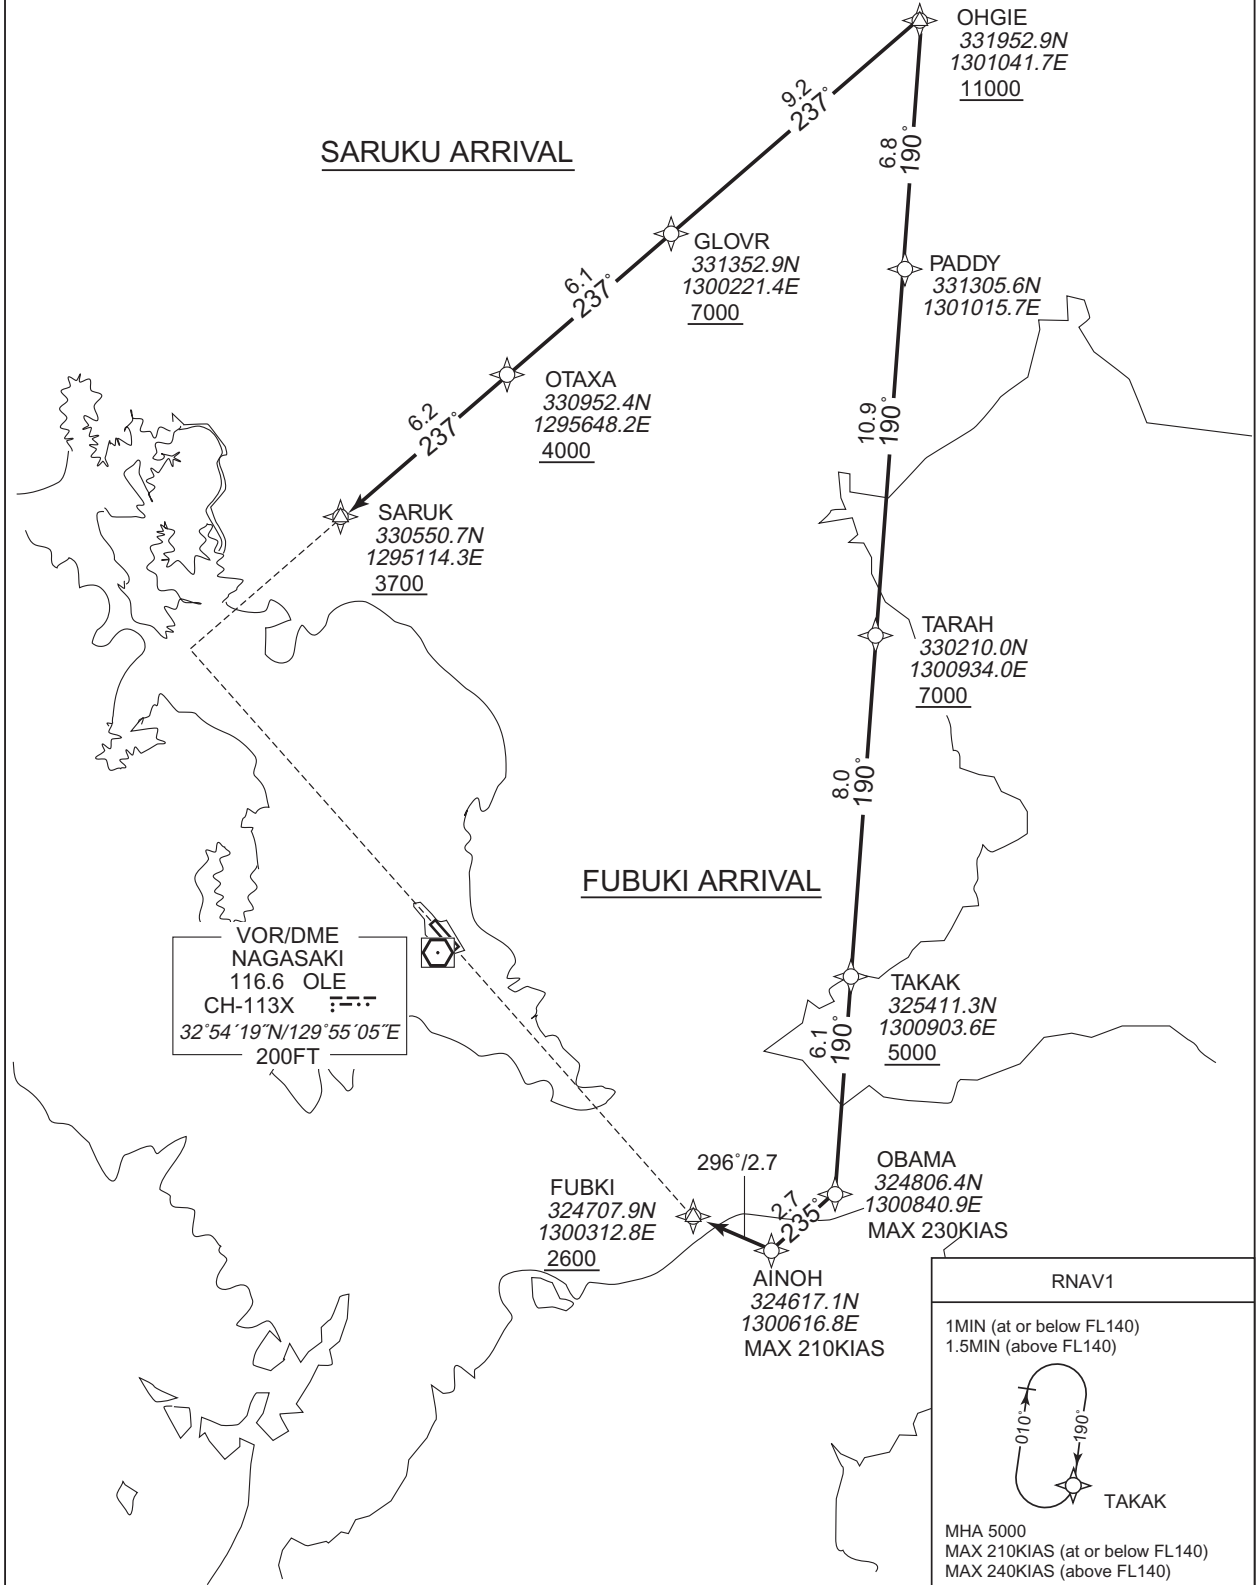 OHGIE
331952.9N
1301041.7E
11000
9.2
237°
SARUKU ARRIVAL
6.8
190°
GLOVR
331352.9N
1300221.4E
7000
PADDY
331305.6N
1301015.7E
6.1
237°
OTAXA
330952.4N
1295648.2E
4000
6.2
237°
10.9
190°
SARUK
330550.7N
1295114.3E
3700
TARAH
330210.0N
1300934.0E
7000
8.0
190°
FUBUKI ARRIVAL
VOR/DME
NAGASAKI
116.6 OLE
CH-113X
32°54´19˝N/129°55´05˝E
200FT
TAKAK
325411.3N
1300903.6E
5000
6.1
190°
296°/2.7
OBAMA
324806.4N
1300840.9E
MAX 230KIAS
FUBKI
324707.9N
1300312.8E
2600
2.7
235°
AINOH
324617.1N
1300616.8E
MAX 210KIAS
RNAV1
1MIN (at or below FL140)
1.5MIN (above FL140)
010°
190°
TAKAK
MHA 5000
MAX 210KIAS (at or below FL140)
MAX 240KIAS (above FL140)